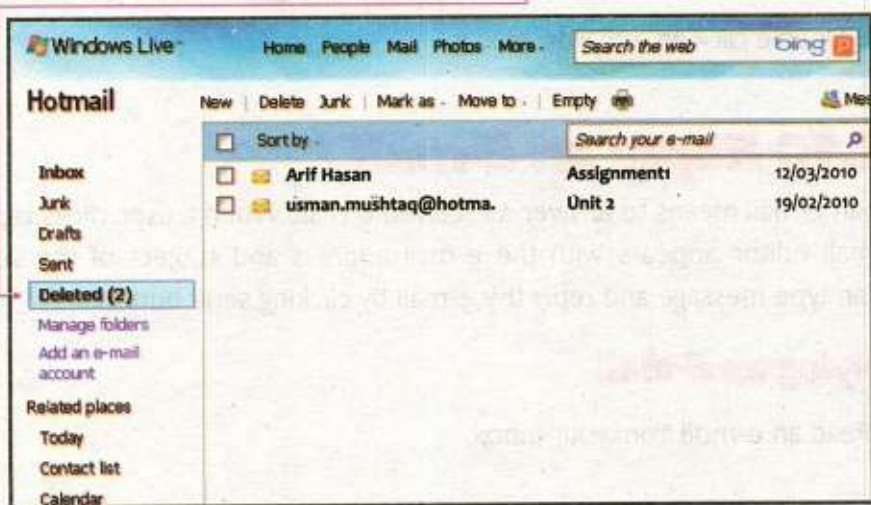 Windows Live Home People Mail Photos More Search the web bing
Hotmail New | Delete Junk | Mark as Move to | Empty Mes
Sort by Search your e-mail
Inbox Arif Hasan Assignment1 12/03/2010
Junk usman.mushtaq@hotma. Unit 2 19/02/2010
Drafts
Sent
Deleted (2)
Manage folders
Add an e-mail
account
Related places
Today
Contact list
Calendar